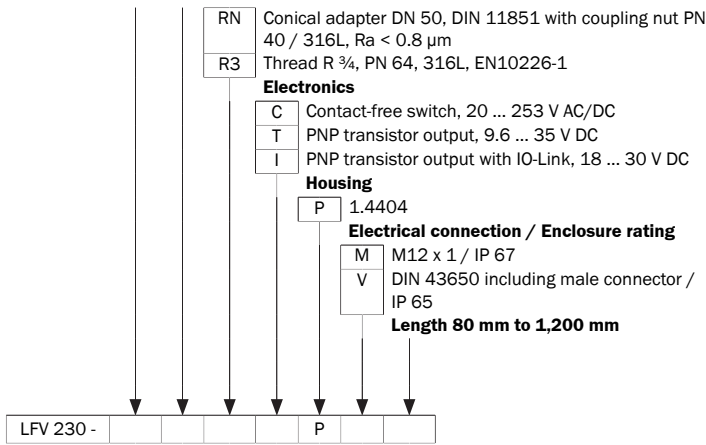 RN Conical adapter DN 50, DIN 11851 with coupling nut PN
40 / 316L, Ra < 0.8 µm
R3 Thread R ¾, PN 64, 316L, EN10226-1
Electronics
C Contact-free switch, 20 ... 253 V AC/DC
T PNP transistor output, 9.6 ... 35 V DC
I PNP transistor output with IO-Link, 18 ... 30 V DC
Housing
P 1.4404
Electrical connection / Enclosure rating
M M12 x 1 / IP 67
V DIN 43650 including male connector /
IP 65
Length 80 mm to 1,200 mm
LFV 230 - P